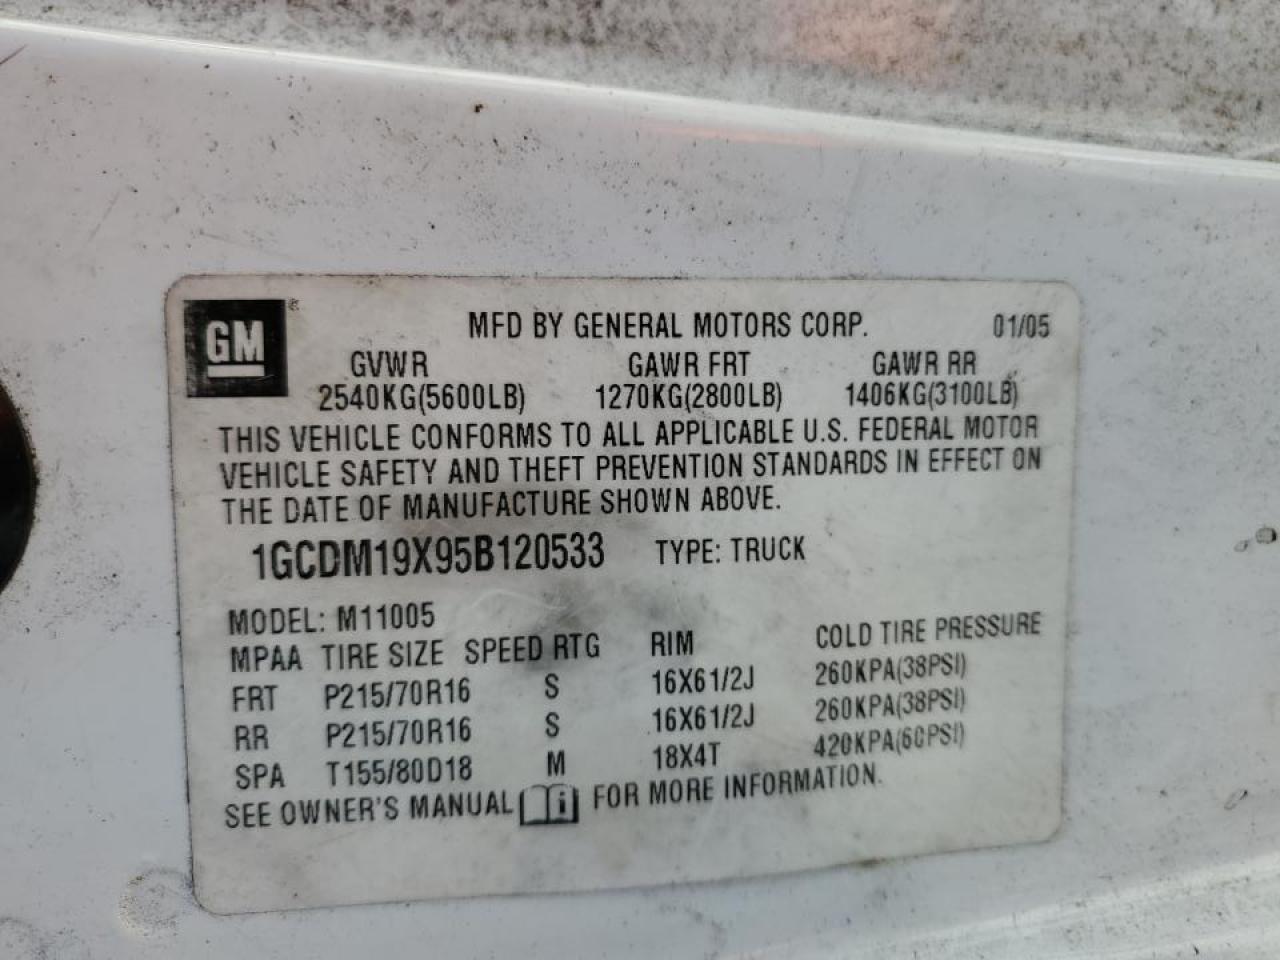 GM ®
MFD BY GENERAL MOTORS CORP. 01/05
GVWR GAWR FRT GAWR RR
2540KG(5600LB) 1270KG(2800LB) 1406KG(3100LB)
THIS VEHICLE CONFORMS TO ALL APPLICABLE U.S. FEDERAL MOTOR
VEHICLE SAFETY AND THEFT PREVENTION STANDARDS IN EFFECT ON
THE DATE OF MANUFACTURE SHOWN ABOVE.
1GCDM19X95B120533 TYPE: TRUCK
MODEL: M11005
MPAA TIRE SIZE SPEED RTG RIM COLD TIRE PRESSURE
FRT P215/70R16 S 16X61/2J 260KPA(38PSI)
RR P215/70R16 S 16X61/2J 260KPA(38PSI)
SPA T155/80D18 M 18X4T 420KPA(60PSI)
SEE OWNER'S MANUAL i FOR MORE INFORMATION.